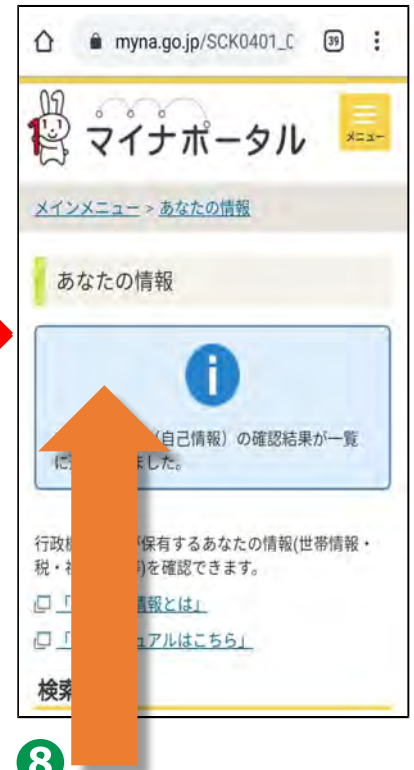 myna.go.jp/SCK0401_C
39
マイナポータル
メニュー
メインメニュー > あなたの情報
あなたの情報
i
(自己情報)の確認結果が一覧
に
ました。
行政
保有するあなたの情報(世帯情報・
税・
を確認できます。
「
情報とは」
「
ュアルはこちら」
検索
8